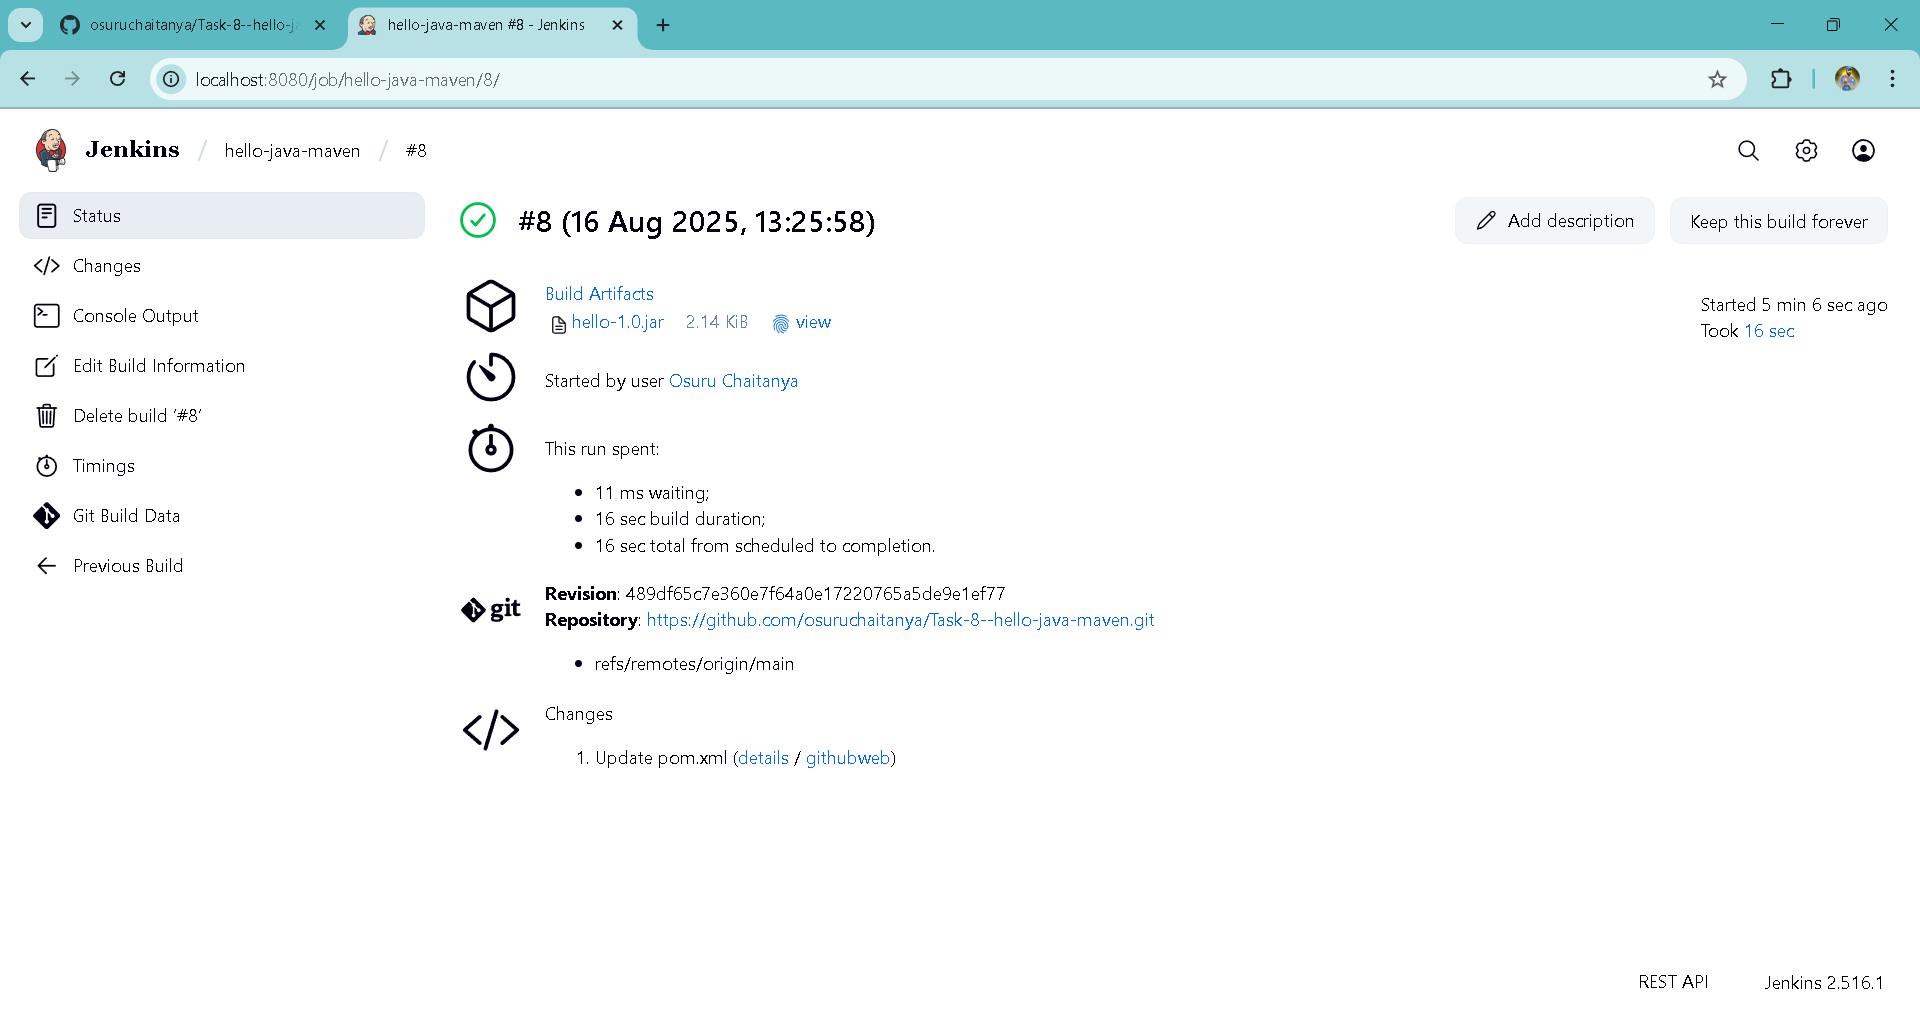 osuruchaitanya/Task-8--hello-j
hello-java-maven #8 - Jenkins
localhost:8080/job/hello-java-maven/8/
Jenkins / hello-java-maven / #8
Status
Changes
Console Output
Edit Build Information
Delete build ‘#8’
Timings
Git Build Data
Previous Build
#8 (16 Aug 2025, 13:25:58)
Add description
Keep this build forever
Build Artifacts
hello-1.0.jar 2.14 KiB view
Started 5 min 6 sec ago
Took 16 sec
Started by user Osuru Chaitanya
This run spent:
• 11 ms waiting;
• 16 sec build duration;
• 16 sec total from scheduled to completion.
git
Revision: 489df65c7e360e7f64a0e17220765a5de9e1ef77
Repository: https://github.com/osuruchaitanya/Task-8--hello-java-maven.git
• refs/remotes/origin/main
Changes
1. Update pom.xml (details / githubweb)
REST API
Jenkins 2.516.1